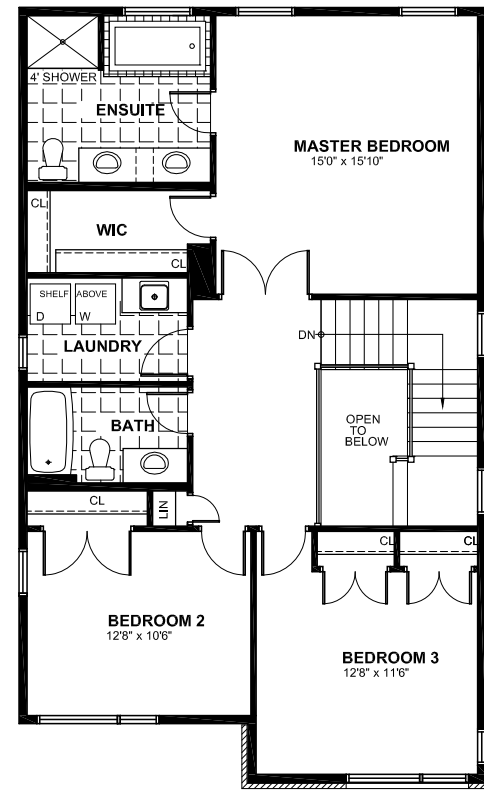 4' SHOWER
ENSUITE
MASTER BEDROOM
15'0" x 15'10"
CL
WIC
CL
SHELF ABOVE
D W
LAUNDRY
DN
BATH
OPEN
TO
BELOW
CL
LIN
CL
CL
BEDROOM 2
12'8" x 10'6"
BEDROOM 3
12'8" x 11'6"